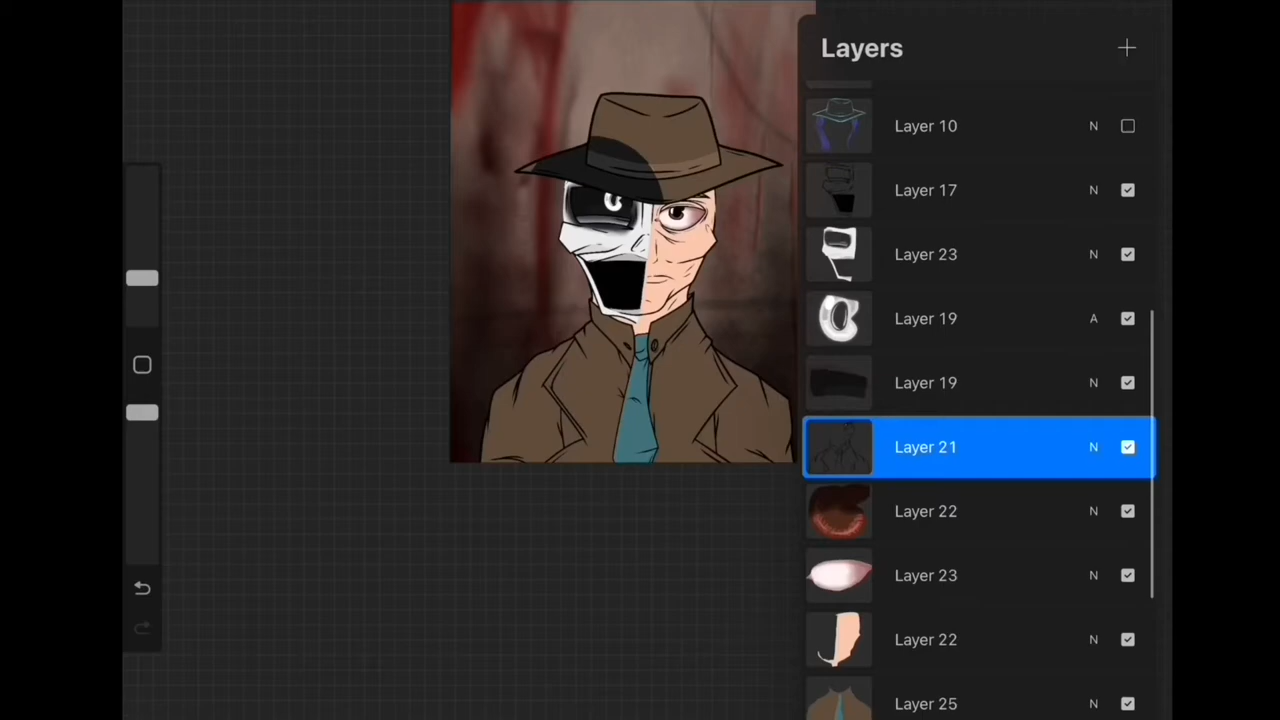 Layers
Layer 10 N
Layer 17 N
Layer 23 N
Layer 19 A
Layer 19 N
Layer 21 N
Layer 22 N
Layer 23 N
Layer 22 N
Layer 25 N